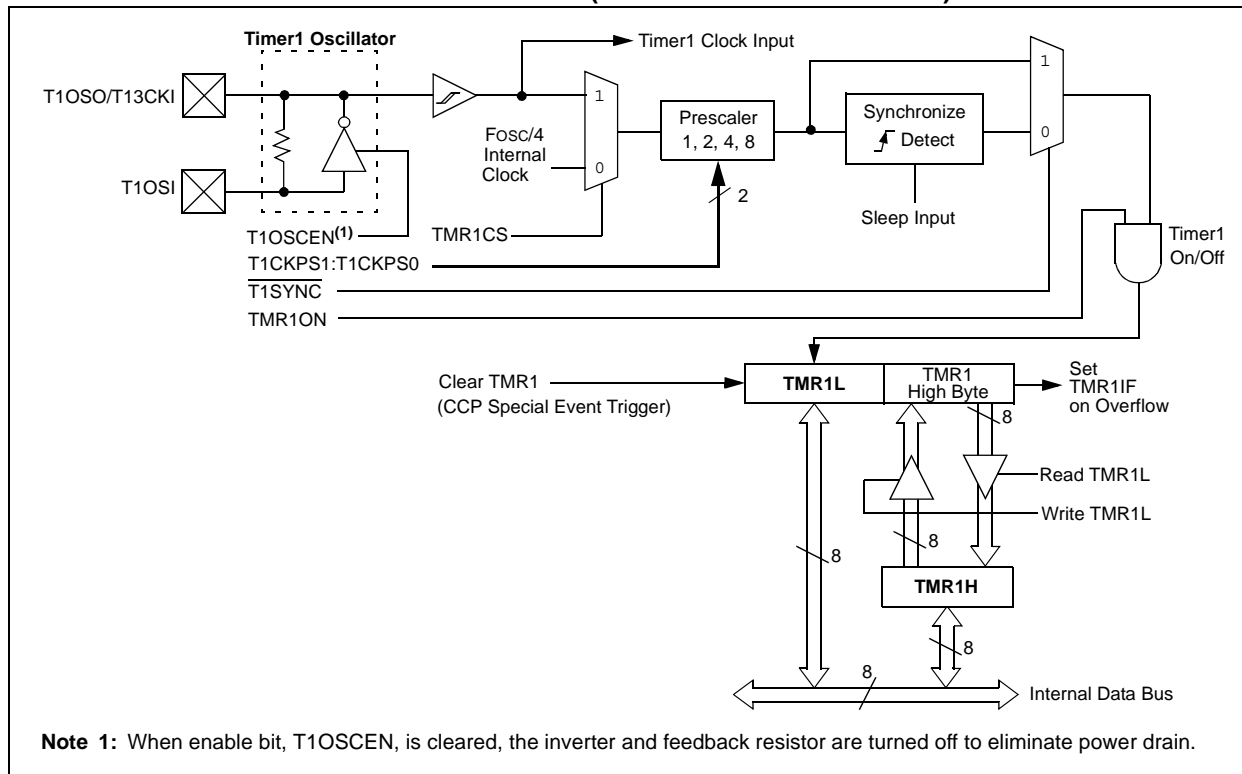 Timer1 Oscillator
Timer1 Clock Input
T1OSO/T13CKI
1
1
FOSC/4
Internal
Clock
Prescaler
1, 2, 4, 8
Synchronize
Detect
0
0
T1OSI
2
Sleep Input
T1OSCEN(1)
TMR1CS
Timer1
On/Off
T1CKPS1:T1CKPS0
T1SYNC
TMR1ON
Clear TMR1
(CCP Special Event Trigger)
TMR1L
TMR1
High Byte
Set
TMR1IF
on Overflow
8
Read TMR1L
Write TMR1L
8
8
TMR1H
8
8
Internal Data Bus
Note 1: When enable bit, T1OSCEN, is cleared, the inverter and feedback resistor are turned off to eliminate power drain.